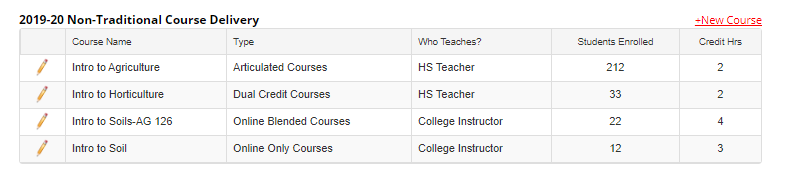 2019-20 Non-Traditional Course Delivery +New Course
Course Name Type Who Teaches? Students Enrolled Credit Hrs
Intro to Agriculture Articulated Courses HS Teacher 212 2
Intro to Horticulture Dual Credit Courses HS Teacher 33 2
Intro to Soils-AG 126 Online Blended Courses College Instructor 22 4
Intro to Soil Online Only Courses College Instructor 12 3